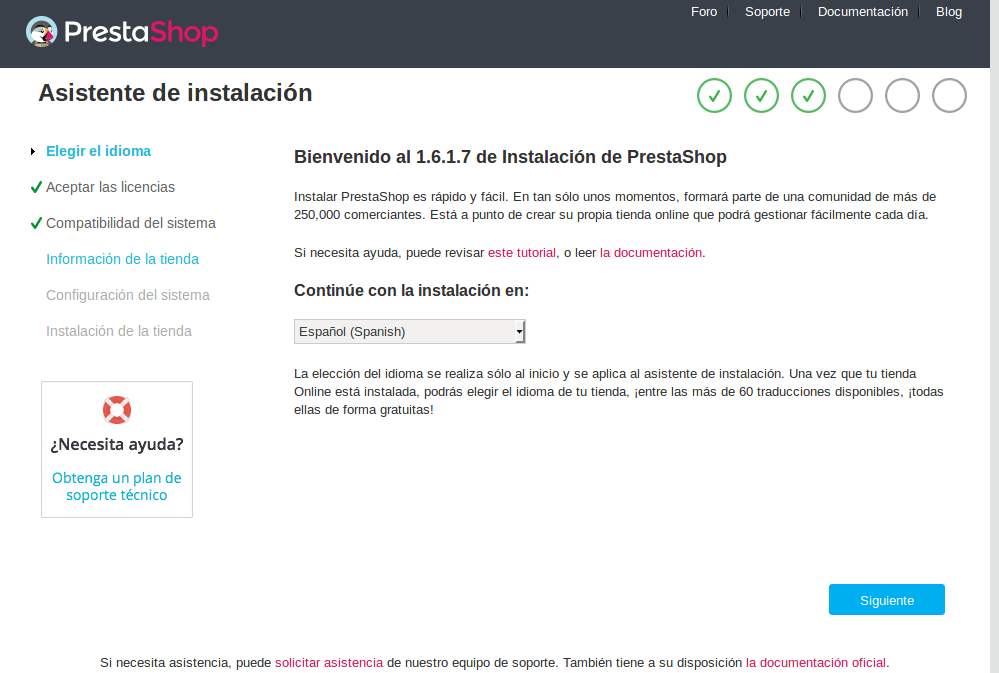 PrestaShop
Foro
Soporte
Documentación
Blog
Asistente de instalación
Elegir el idioma
Aceptar las licencias
Compatibilidad del sistema
Información de la tienda
Configuración del sistema
Instalación de la tienda
¿Necesita ayuda?
Obtenga un plan de
soporte técnico
Bienvenido al 1.6.1.7 de Instalación de PrestaShop
Instalar PrestaShop es rápido y fácil. En tan sólo unos momentos, formará parte de una comunidad de más de
250,000 comerciantes. Está a punto de crear su propia tienda online que podrá gestionar fácilmente cada día.
Si necesita ayuda, puede revisar este tutorial, o leer la documentación.
Continúe con la instalación en:
Español (Spanish)
La elección del idioma se realiza sólo al inicio y se aplica al asistente de instalación. Una vez que tu tienda
Online está instalada, podrás elegir el idioma de tu tienda, ¡entre las más de 60 traducciones disponibles, ¡todas
ellas de forma gratuitas!
Siguiente
Si necesita asistencia, puede solicitar asistencia de nuestro equipo de soporte. También tiene a su disposición la documentación oficial.